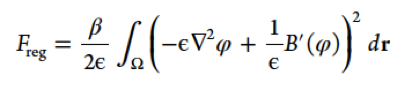 F_reg = β/2ϵ ∫_Ω (−ϵ∇²φ + 1/ϵ B′(φ))² dr